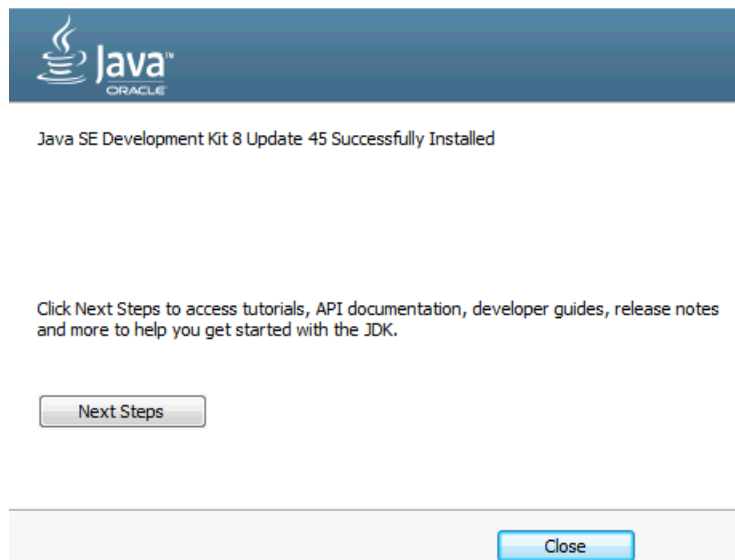 Java™
ORACLE
Java SE Development Kit 8 Update 45 Successfully Installed
Click Next Steps to access tutorials, API documentation, developer guides, release notes
and more to help you get started with the JDK.
Next Steps
Close